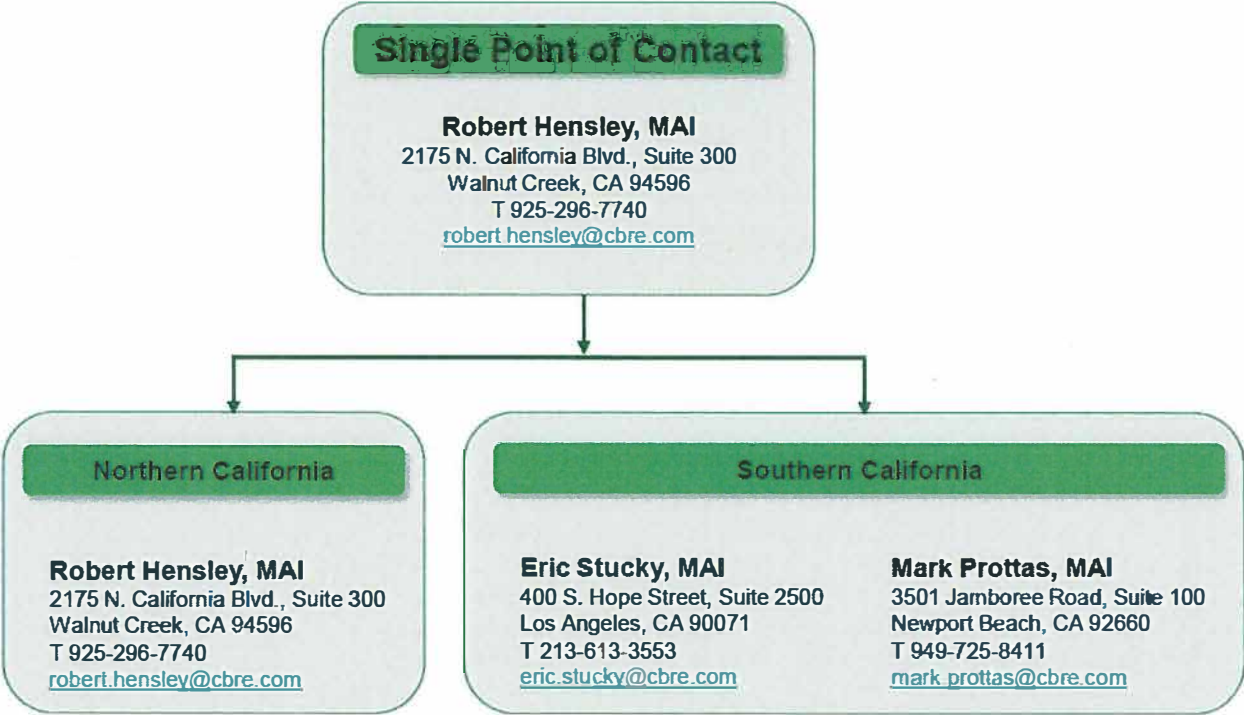 Single Point of Contact
Robert Hensley, MAI
2175 N. California Blvd., Suite 300
Walnut Creek, CA 94596
T 925-296-7740
robert.hensley@cbre.com
Northern California
Robert Hensley, MAI
2175 N. California Blvd., Suite 300
Walnut Creek, CA 94596
T 925-296-7740
robert.hensley@cbre.com
Southern California
Eric Stucky, MAI
400 S. Hope Street, Suite 2500
Los Angeles, CA 90071
T 213-613-3553
eric.stucky@cbre.com
Mark Prottas, MAI
3501 Jamboree Road, Suite 100
Newport Beach, CA 92660
T 949-725-8411
mark.prottas@cbre.com